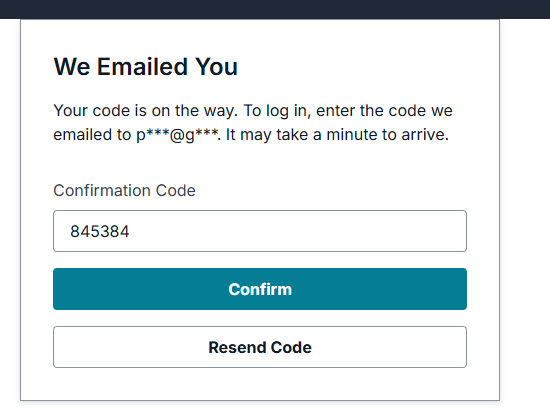 We Emailed You
Your code is on the way. To log in, enter the code we
emailed to p***@g***. It may take a minute to arrive.
Confirmation Code
845384
Confirm
Resend Code